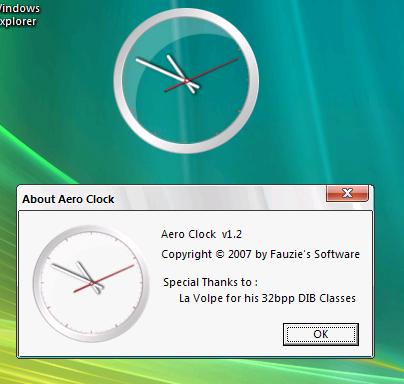 Windows
Explorer
About Aero Clock
Aero Clock v1.2
Copyright © 2007 by Fauzie's Software
Special Thanks to :
La Volpe for his 32bpp DIB Classes
OK